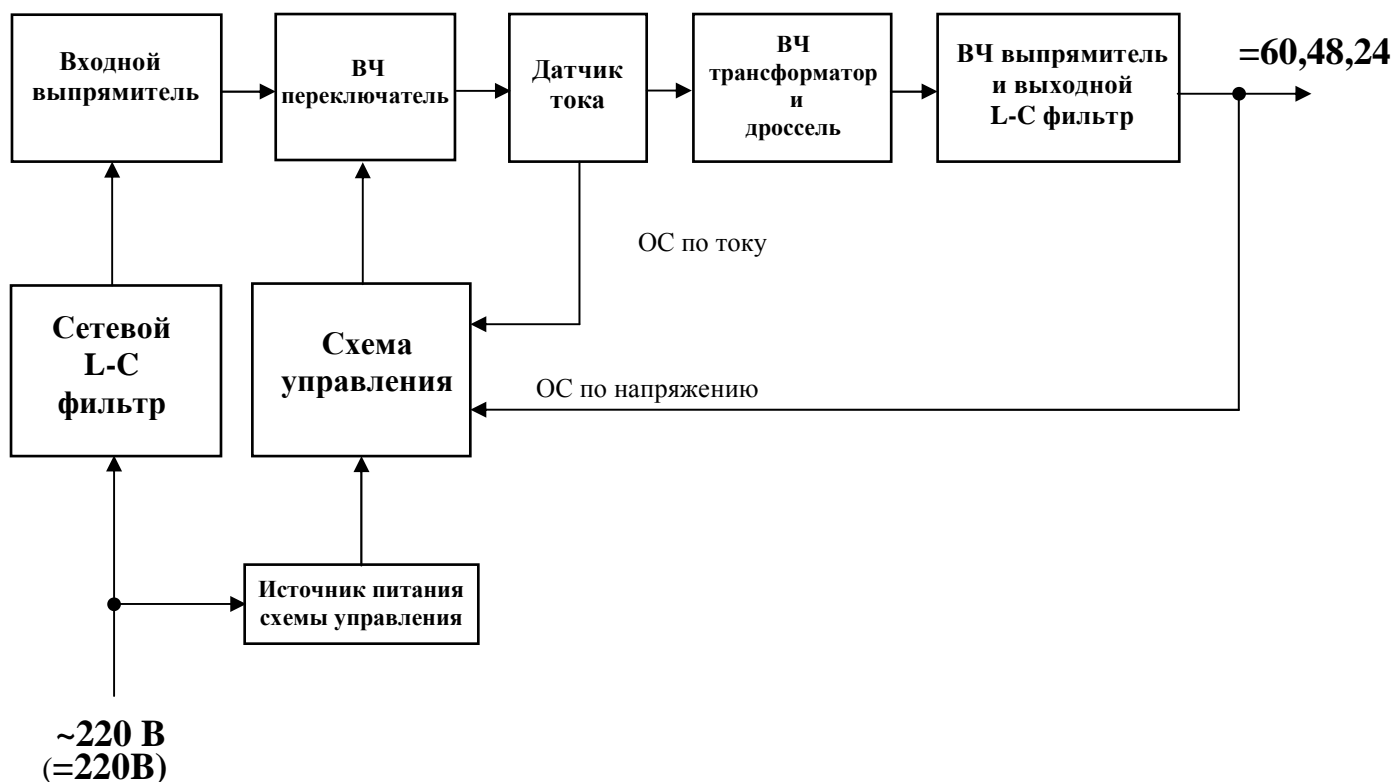 Входной
выпрямитель
ВЧ
переключатель
Датчик
тока
ВЧ
трансформатор
и
дроссель
ВЧ выпрямитель
и выходной
L-C фильтр
=60,48,24
ОС по току
Сетевой
L-C
фильтр
Схема
управления
ОС по напряжению
Источник питания
схемы управления
~220 В
(=220В)